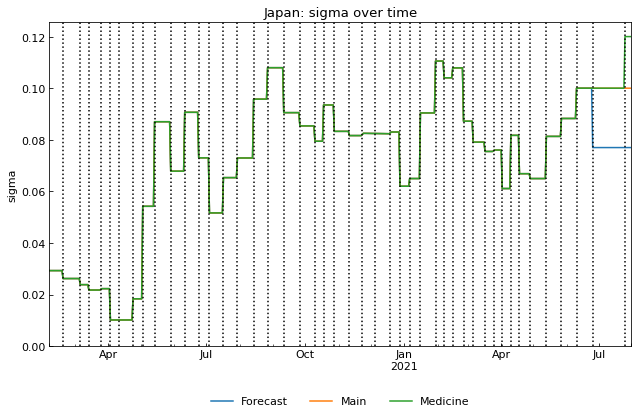 Japan: sigma over time
0.12
0.10
0.08
0.06
0.04
0.02
0.00
sigma
Apr Jul Oct Jan Apr Jul
2021
Forecast Main Medicine